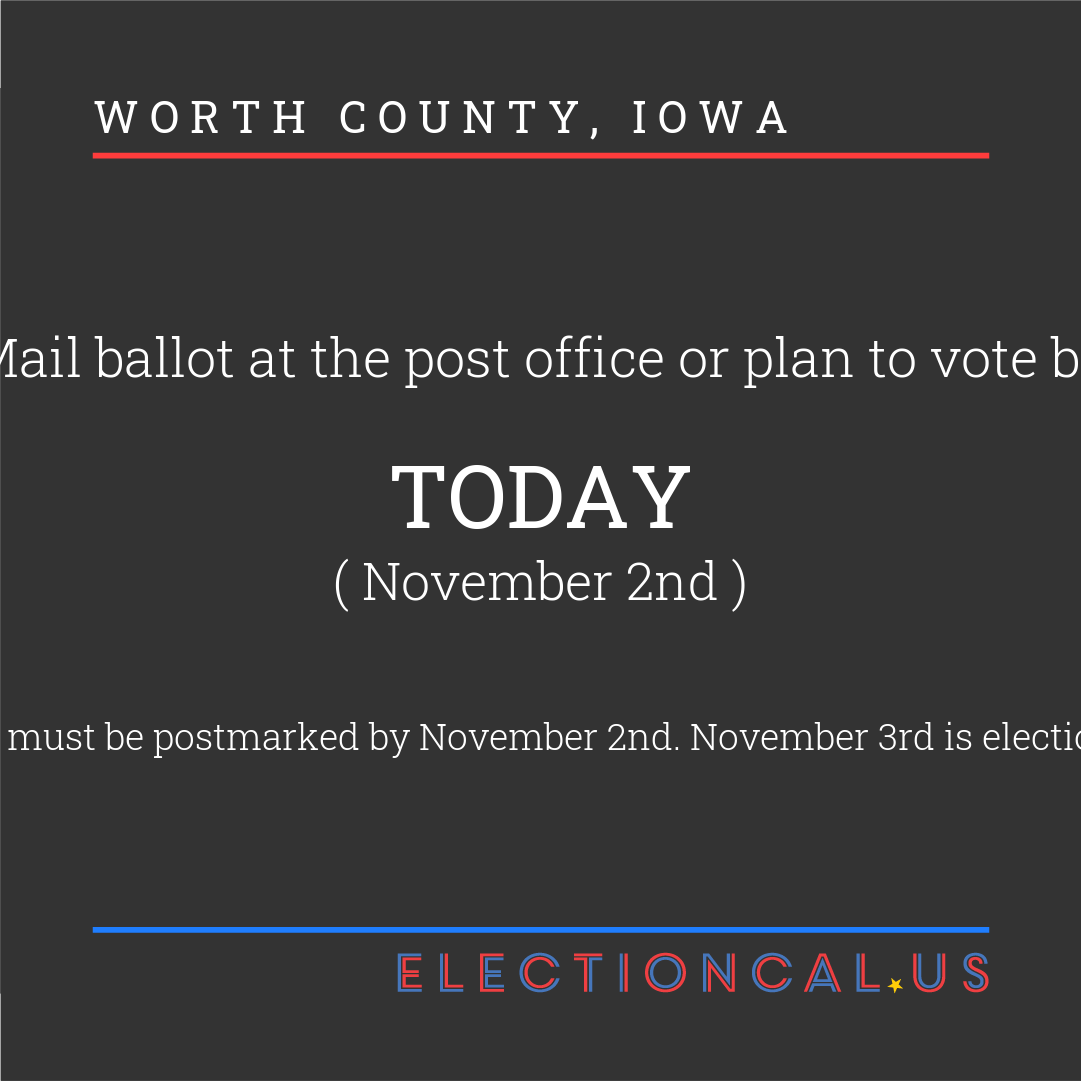 WORTH COUNTY, IOWA
Mail ballot at the post office or plan to vote b
TODAY
( November 2nd )
must be postmarked by November 2nd. November 3rd is electio
ELECTIONCAL.US